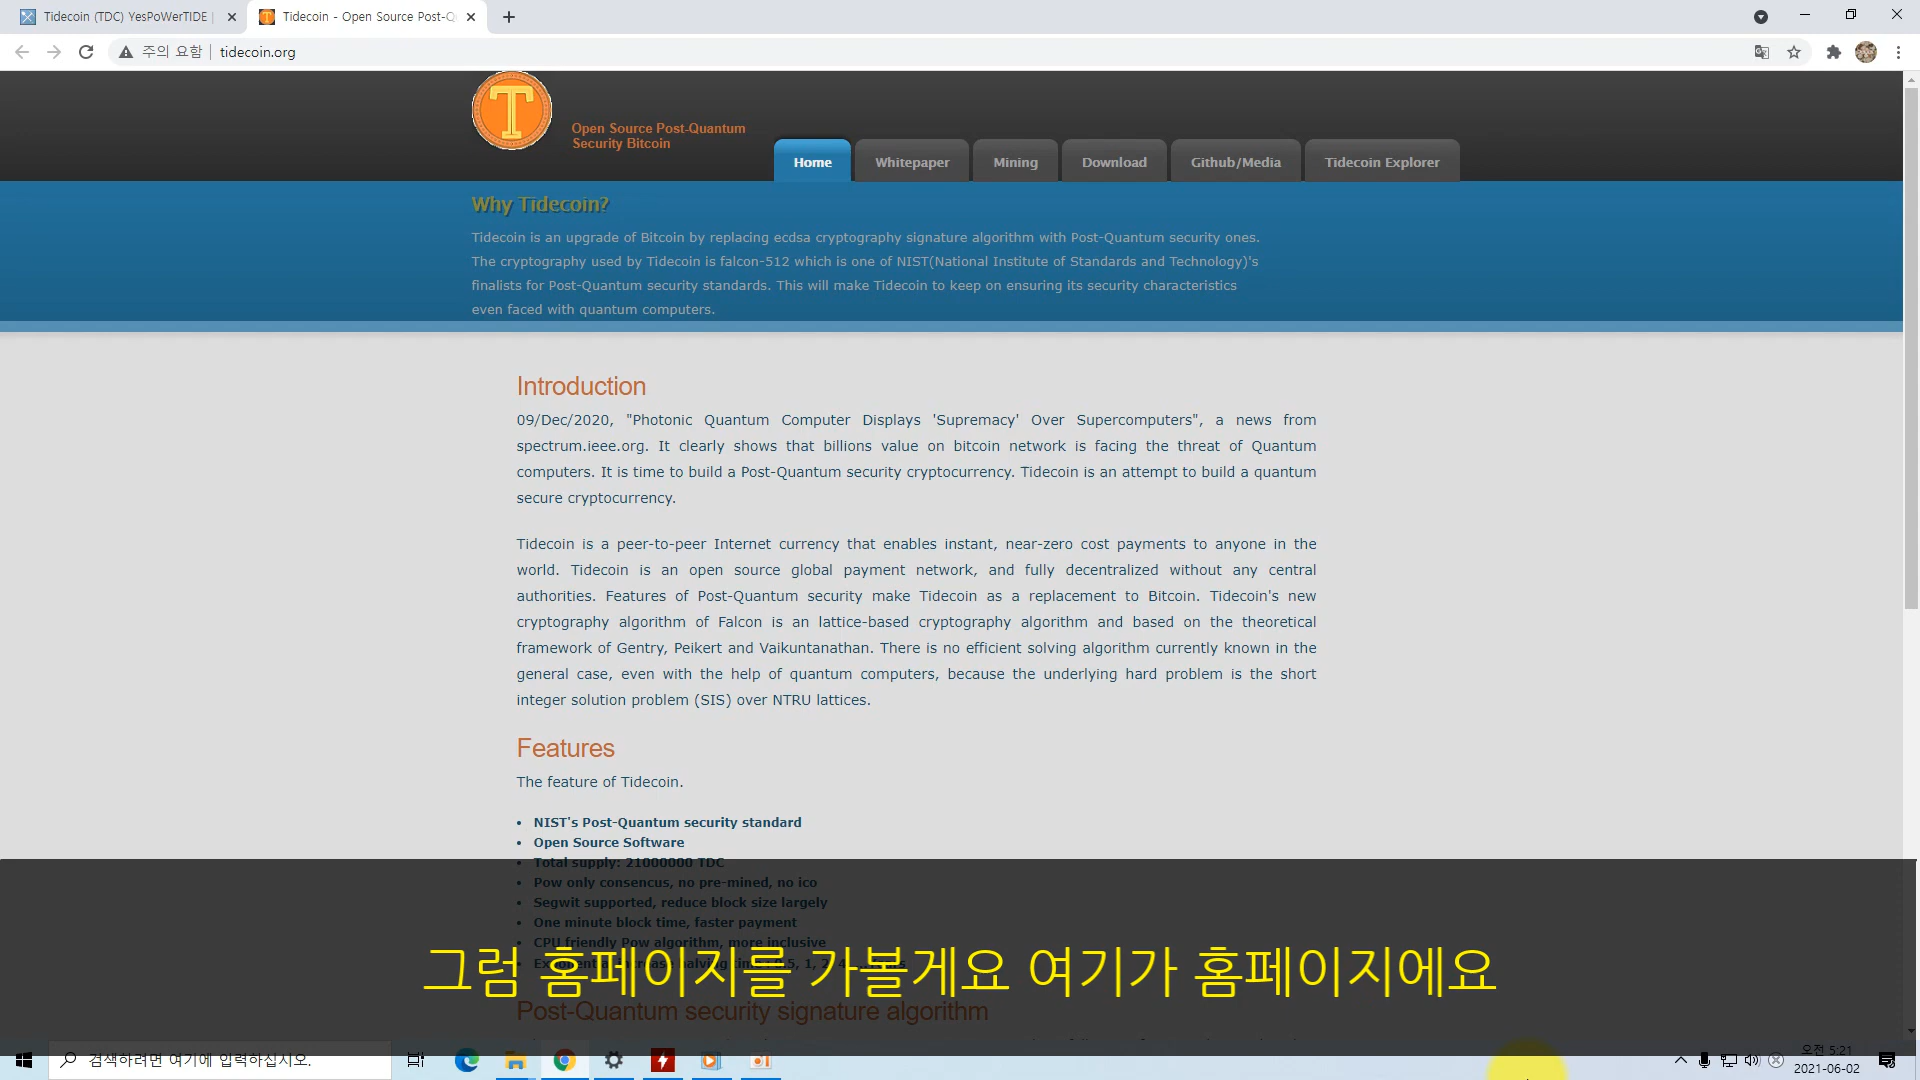 Tidecoin (TDC) YesPoWerTIDE |
Tidecoin - Open Source Post-Q
주의 요함
tidecoin.org
Open Source Post-Quantum
Security Bitcoin
Home
Whitepaper
Mining
Download
Github/Media
Tidecoin Explorer
Why Tidecoin?
Tidecoin is an upgrade of Bitcoin by replacing ecdsa cryptography signature algorithm with Post-Quantum security ones.
The cryptography used by Tidecoin is falcon-512 which is one of NIST(National Institute of Standards and Technology)'s
finalists for Post-Quantum security standards. This will make Tidecoin to keep on ensuring its security characteristics
even faced with quantum computers.
Introduction
09/Dec/2020, "Photonic Quantum Computer Displays 'Supremacy' Over Supercomputers", a news from
spectrum.ieee.org. It clearly shows that billions value on bitcoin network is facing the threat of Quantum
computers. It is time to build a Post-Quantum security cryptocurrency. Tidecoin is an attempt to build a quantum
secure cryptocurrency.
Tidecoin is a peer-to-peer Internet currency that enables instant, near-zero cost payments to anyone in the
world. Tidecoin is an open source global payment network, and fully decentralized without any central
authorities. Features of Post-Quantum security make Tidecoin as a replacement to Bitcoin. Tidecoin's new
cryptography algorithm of Falcon is an lattice-based cryptography algorithm and based on the theoretical
framework of Gentry, Peikert and Vaikuntanathan. There is no efficient solving algorithm currently known in the
general case, even with the help of quantum computers, because the underlying hard problem is the short
integer solution problem (SIS) over NTRU lattices.
Features
The feature of Tidecoin.
• NIST's Post-Quantum security standard
• Open Source Software
• Total supply: 21000000 TDC
• Pow only consencus, no pre-mined, no ico
• Segwit supported, reduce block size largely
• One minute block time, faster payment
• CPU friendly Pow algorithm, more inclusive
그럼 홈페이지를 가볼게요 여기가 홈페이지에요
Post-Quantum security signature algorithm
검색하려면 여기에 입력하십시오.
오전 5:21
2021-06-02